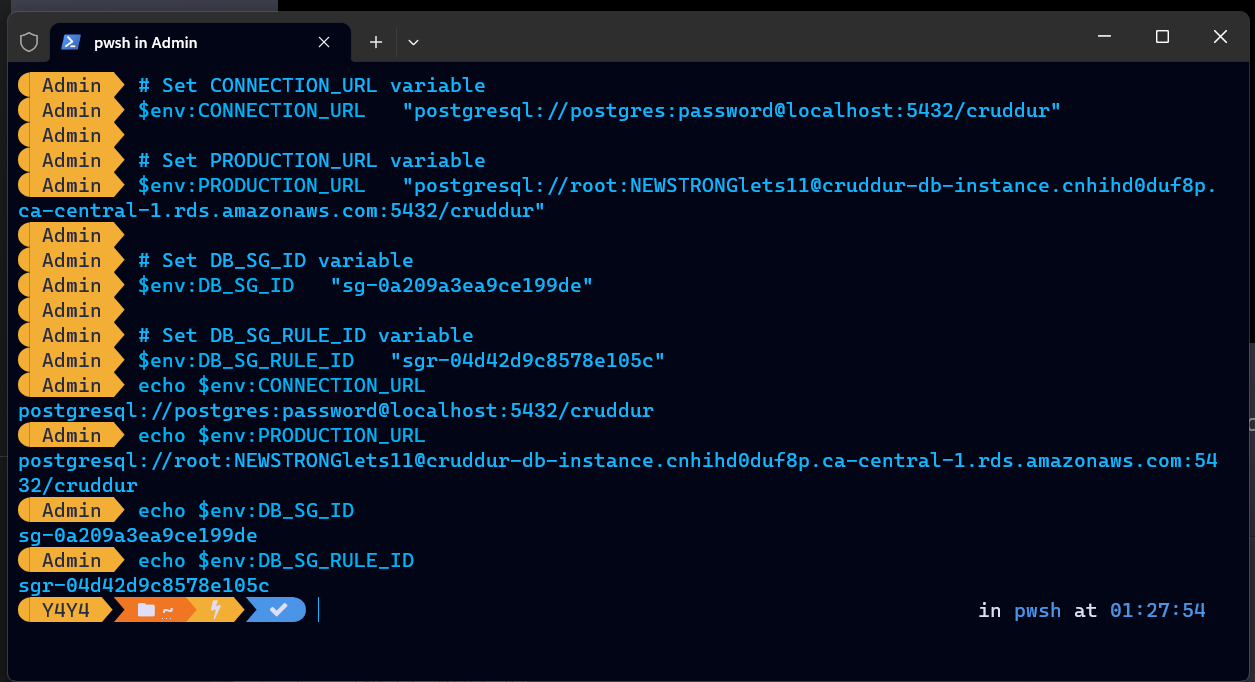 pwsh in Admin
Admin # Set CONNECTION_URL variable
Admin $env:CONNECTION_URL "postgresql://postgres:password@localhost:5432/cruddur"
Admin
Admin # Set PRODUCTION_URL variable
Admin $env:PRODUCTION_URL "postgresql://root:NEWSTRONGlets11@cruddur-db-instance.cnhihd0duf8p.
ca-central-1.rds.amazonaws.com:5432/cruddur"
Admin
Admin # Set DB_SG_ID variable
Admin $env:DB_SG_ID "sg-0a209a3ea9ce199de"
Admin
Admin # Set DB_SG_RULE_ID variable
Admin $env:DB_SG_RULE_ID "sgr-04d42d9c8578e105c"
Admin echo $env:CONNECTION_URL
postgresql://postgres:password@localhost:5432/cruddur
Admin echo $env:PRODUCTION_URL
postgresql://root:NEWSTRONGlets11@cruddur-db-instance.cnhihd0duf8p.ca-central-1.rds.amazonaws.com:54
32/cruddur
Admin echo $env:DB_SG_ID
sg-0a209a3ea9ce199de
Admin echo $env:DB_SG_RULE_ID
sgr-04d42d9c8578e105c
Y4Y4 ~ in pwsh at 01:27:54